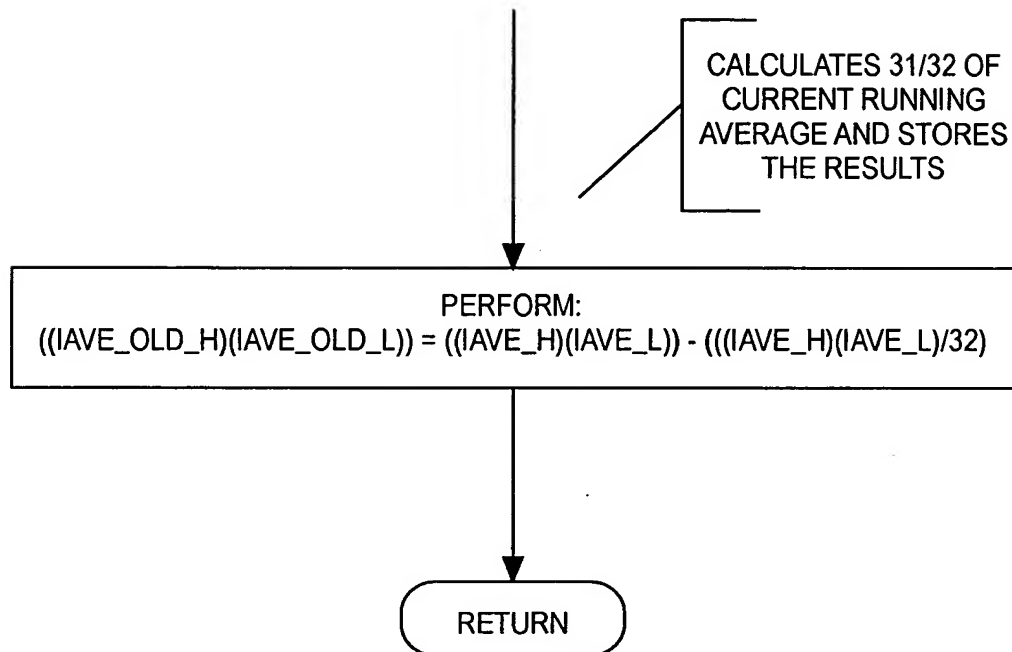 CALCULATES 31/32 OF
CURRENT RUNNING
AVERAGE AND STORES
THE RESULTS
PERFORM:
((IAVE_OLD_H)(IAVE_OLD_L)) = ((IAVE_H)(IAVE_L)) - (((IAVE_H)(IAVE_L)/32)
RETURN